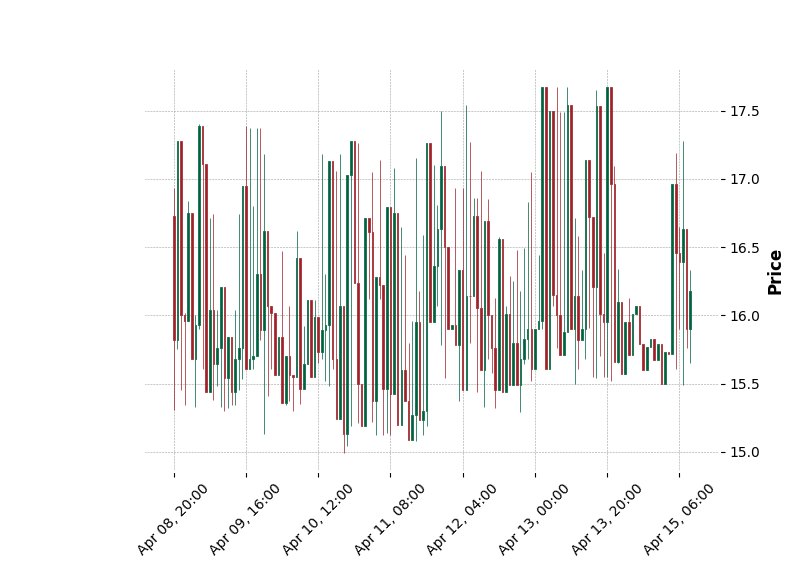 17.5
17.0
16.5
16.0
15.5
15.0
Price
Apr 08, 20:00
Apr 09, 16:00
Apr 10, 12:00
Apr 11, 08:00
Apr 12, 04:00
Apr 13, 00:00
Apr 13, 20:00
Apr 15, 06:00